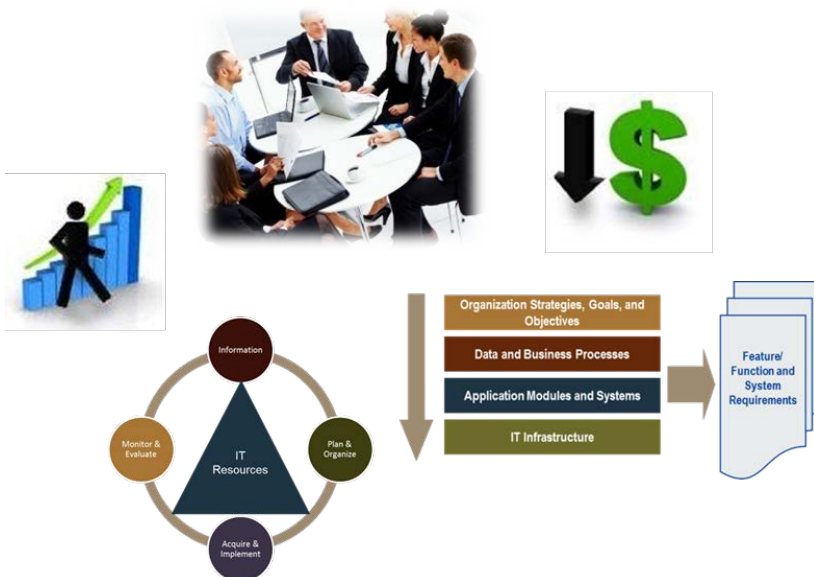 $
Information
Monitor &
Evaluate
IT
Resources
Plan &
Organize
Acquire &
Implement
Organization Strategies, Goals, and
Objectives
Data and Business Processes
Application Modules and Systems
IT Infrastructure
Feature/
Function and
System
Requirements